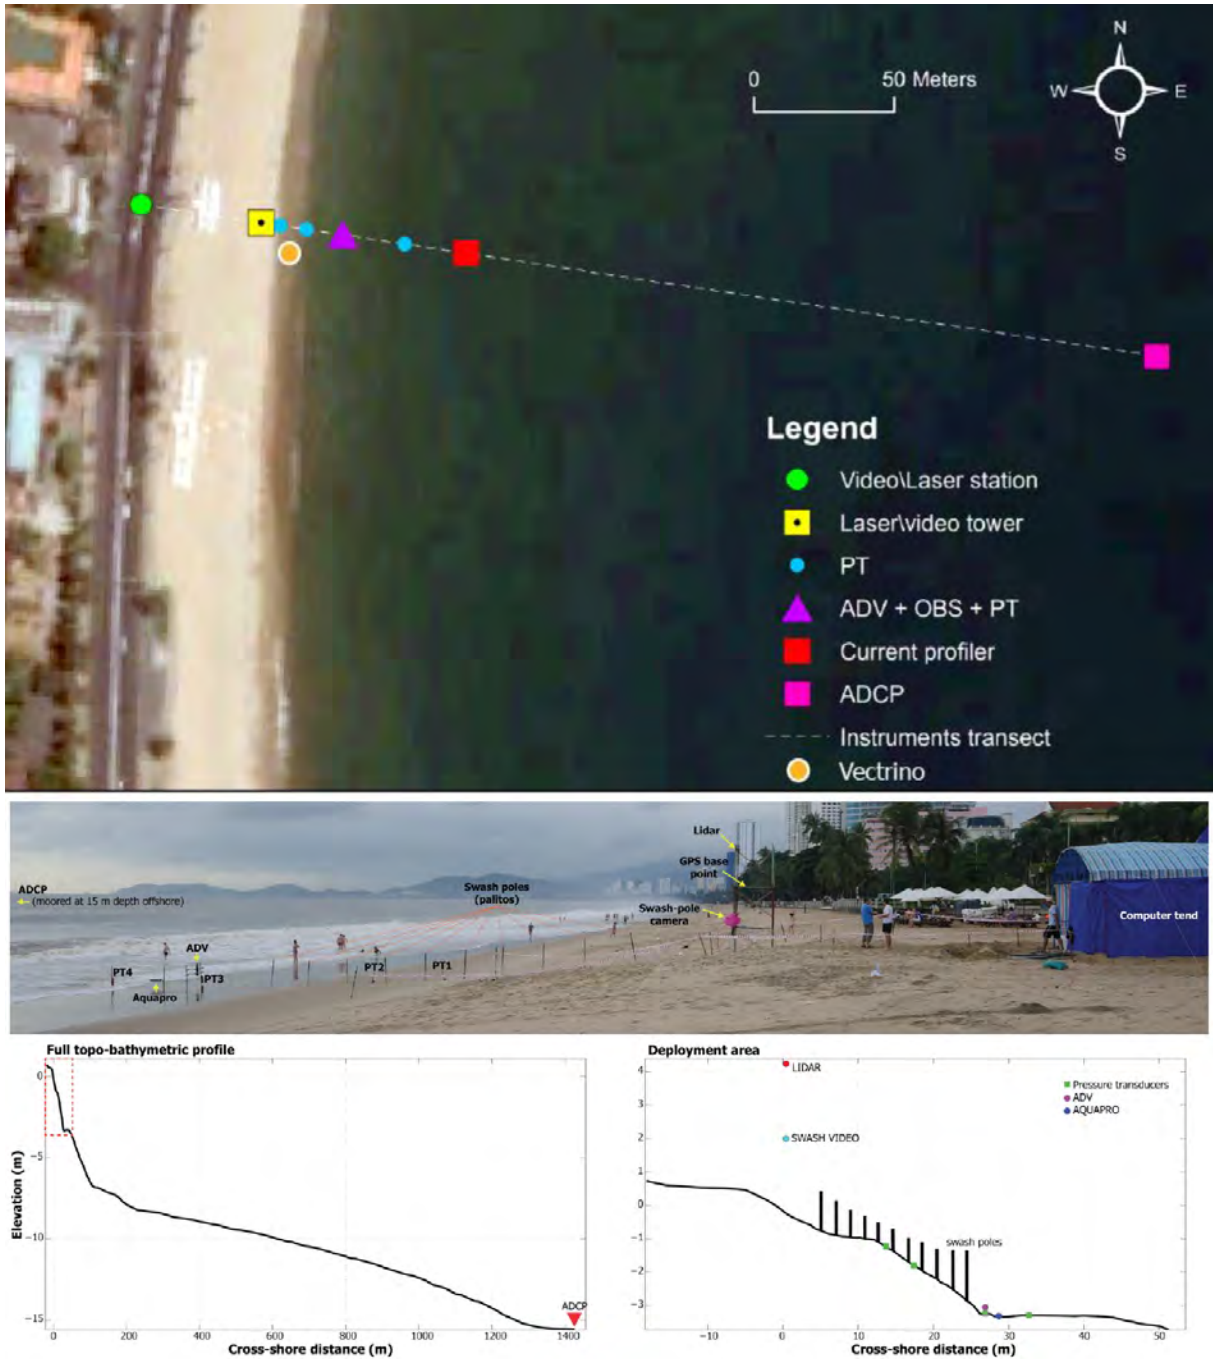 N
0 50 Meters
W E
S
Legend
Video\Laser station
Laser\video tower
PT
ADV + OBS + PT
Current profiler
ADCP
Instruments transect
Vectrino
Lidar
GPS base
point
ADCP
(moored at 15 m depth offshore)
Swash poles
(palitos)
Swash-pole
camera
Computer tend
ADV
PT4
PT3
PT2
PT1
Aquapro
Full topo-bathymetric profile
0
−5
−10
−15
Elevation (m)
ADCP
0 200 400 600 800 1000 1200 1400
Cross-shore distance (m)
Deployment area
4
3
2
1
0
−1
−2
−3
LIDAR
Pressure transducers
ADV
AQUAPRO
SWASH VIDEO
swash poles
−10 0 10 20 30 40 50
Cross-shore distance (m)